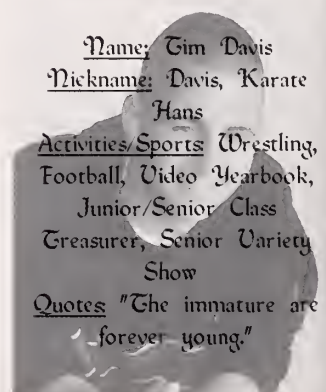 Name: Tim Davis
Nickname: Davis, Karate
Hans
Activities/Sports: Wrestling,
Football, Video Yearbook,
Junior/Senior Class
Treasurer, Senior Variety
Show
Quotes: "The immature are
forever young."